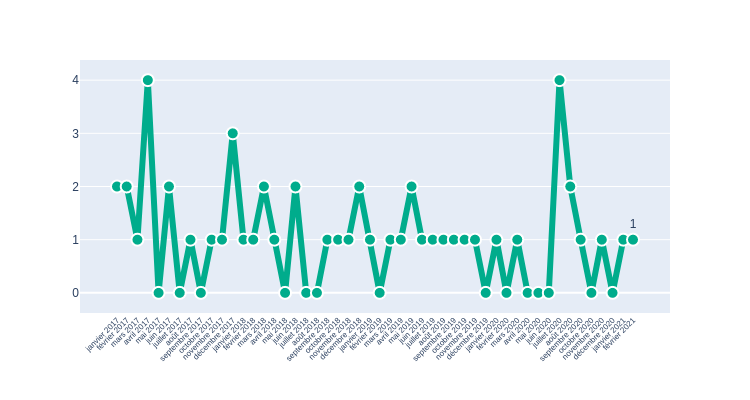 4
3
2
1
0
1
janvier 2017
février 2017
mars 2017
avril 2017
mai 2017
juin 2017
juillet 2017
août 2017
septembre 2017
octobre 2017
novembre 2017
décembre 2017
janvier 2018
février 2018
mars 2018
avril 2018
mai 2018
juin 2018
juillet 2018
août 2018
septembre 2018
octobre 2018
novembre 2018
décembre 2018
janvier 2019
février 2019
mars 2019
avril 2019
mai 2019
juin 2019
juillet 2019
août 2019
septembre 2019
octobre 2019
novembre 2019
décembre 2019
janvier 2020
février 2020
mars 2020
avril 2020
mai 2020
juin 2020
juillet 2020
août 2020
septembre 2020
octobre 2020
novembre 2020
décembre 2020
janvier 2021
février 2021